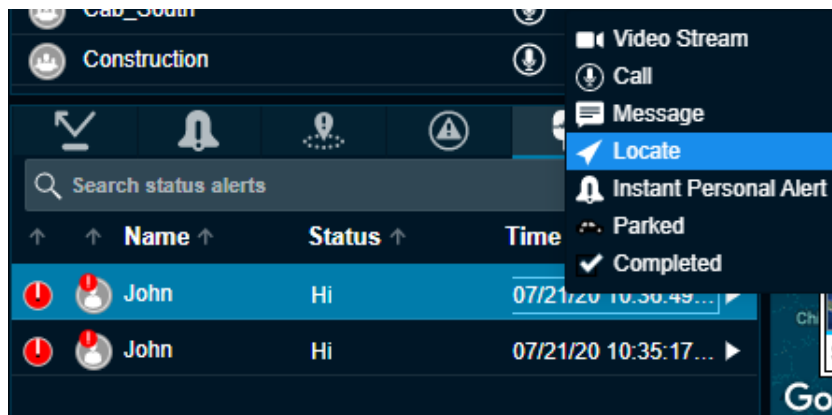 Cab_South
Construction
Video Stream
Call
Message
Locate
Instant Personal Alert
Parked
Completed
Search status alerts
Name Status Time
John Hi 07/21/20 10:36:49...
John Hi 07/21/20 10:35:17...
Chi
Go